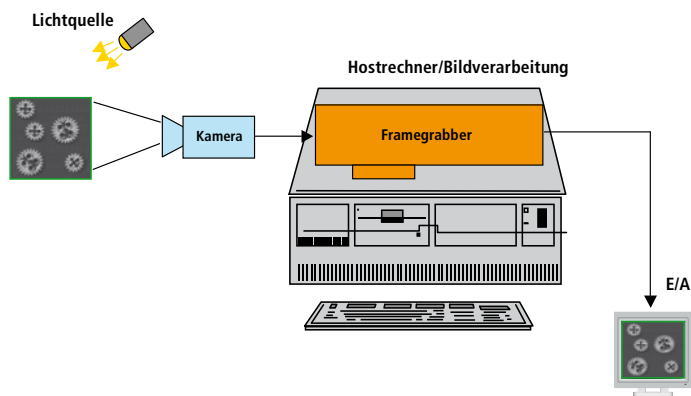 Lichtquelle
Hostrechner/Bildverarbeitung
Kamera
Framegrabber
E/A